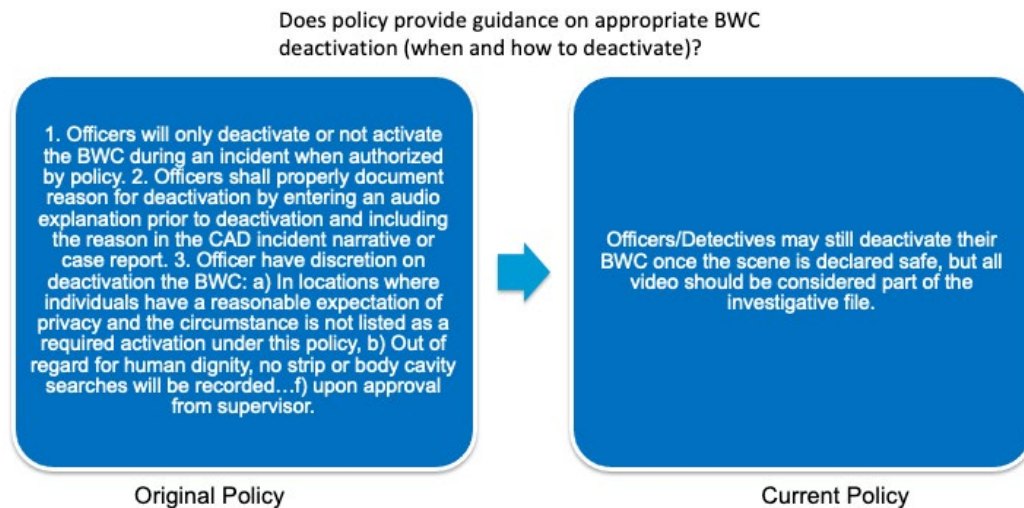 Does policy provide guidance on appropriate BWC
deactivation (when and how to deactivate)?
1. Officers will only deactivate or not activate
the BWC during an incident when authorized
by policy. 2. Officers shall properly document
reason for deactivation by entering an audio
explanation prior to deactivation and including
the reason in the CAD incident narrative or
case report. 3. Officer have discretion on
deactivation the BWC: a) In locations where
individuals have a reasonable expectation of
privacy and the circumstance is not listed as a
required activation under this policy, b) Out of
regard for human dignity, no strip or body cavity
searches will be recorded...f) upon approval
from supervisor.
Original Policy
Officers/Detectives may still deactivate their
BWC once the scene is declared safe, but all
video should be considered part of the
investigative file.
Current Policy